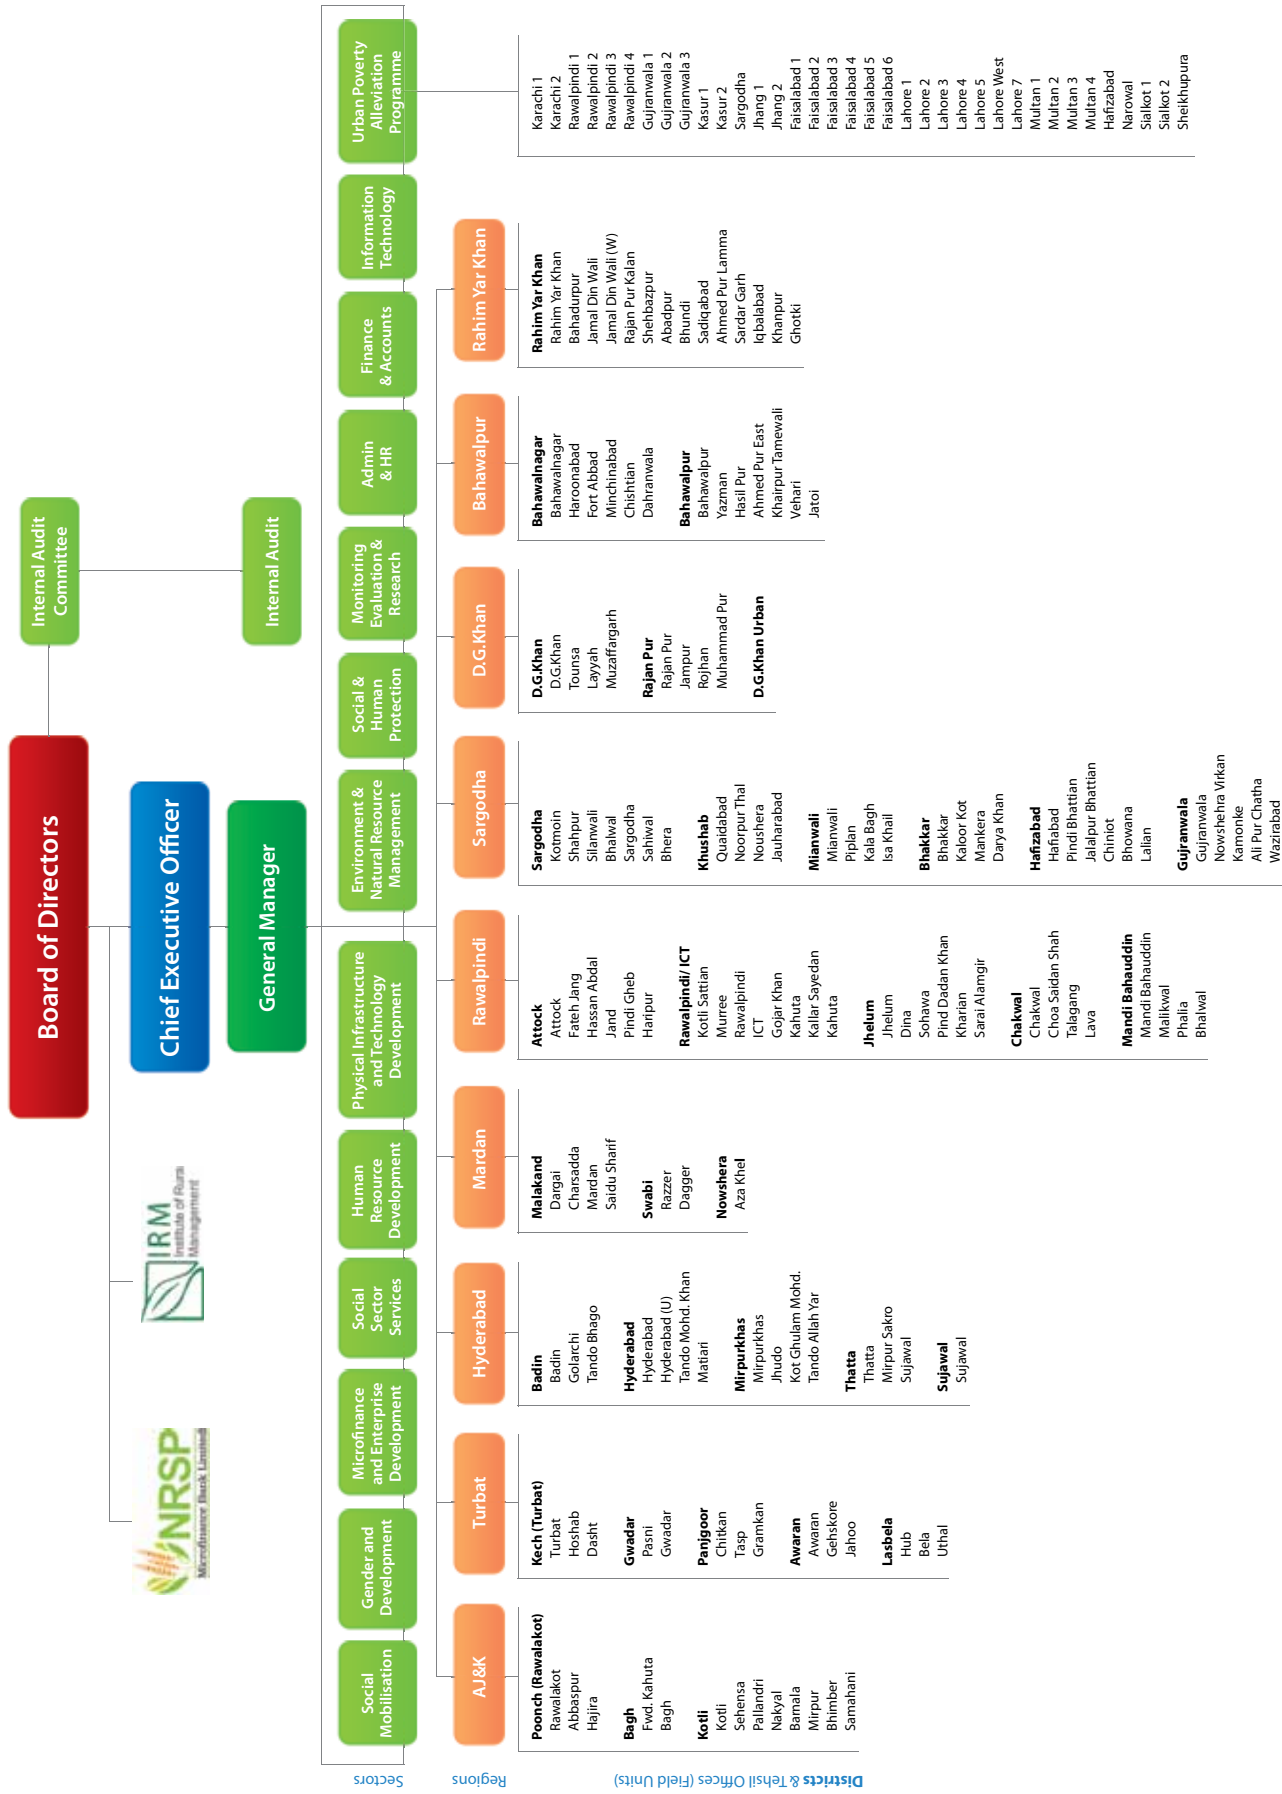 Board of Directors
Internal Audit
Committee
Chief Executive Officer
Internal Audit
General Manager
NRSP
Microfinance Bank Limited
IRM
Institute of Rural
Management
Sectors
Social
Mobilisation
Gender and
Development
Microfinance
and Enterprise
Development
Social
Sector
Services
Human
Resource
Development
Physical Infrastructure
and Technology
Development
Environment &
Natural Resource
Management
Social &
Human
Protection
Monitoring
Evaluation &
Research
Admin
& HR
Finance
& Accounts
Information
Technology
Urban Poverty
Alleviation
Programme
Regions
AJ&K
Turbat
Hyderabad
Mardan
Rawalpindi
Sargodha
D.G.Khan
Bahawalpur
Rahim Yar Khan
Districts & Tehsil Offices (Field Units)
Poonch (Rawalakot)
Rawalakot
Abbaspur
Hajira
Bagh
Fwd. Kahuta
Bagh
Kotli
Kotli
Sehensa
Pallandri
Nakyal
Barnala
Mirpur
Bhimber
Samahani
Kech (Turbat)
Turbat
Hoshab
Dasht
Gwadar
Pasni
Gwadar
Panjgoor
Chitkan
Tasp
Gramkan
Awaran
Awaran
Gehskore
Jahoo
Lasbela
Hub
Bela
Uthal
Badin
Badin
Golarchi
Tando Bhago
Hyderabad
Hyderabad
Hyderabad (U)
Tando Mohd. Khan
Matiari
Mirpurkhas
Mirpurkhas
Jhudo
Kot Ghulam Mohd.
Tando Allah Yar
Thatta
Thatta
Mirpur Sakro
Sujawal
Sujawal
Sujawal
Malakand
Dargai
Charsadda
Mardan
Saidu Sharif
Swabi
Razzer
Dagger
Nowshera
Aza Khel
Attock
Attock
Fateh Jang
Hassan Abdal
Jand
Pindi Gheb
Haripur
Rawalpindi/ ICT
Kotli Sattian
Murree
Rawalpindi
ICT
Gojar Khan
Kahuta
Kallar Sayedan
Kahuta
Jhelum
Jhelum
Dina
Sohawa
Pind Dadan Khan
Kharian
Sarai Alamgir
Chakwal
Chakwal
Choa Saidan Shah
Talagang
Lava
Mandi Bahauddin
Mandi Bahauddin
Malikwal
Phalia
Bhalwal
Sargodha
Kotmoin
Shahpur
Silanwali
Bhalwal
Sargodha
Sahiwal
Bhera
Khushab
Quaidabad
Noorpur Thal
Noushera
Jauharabad
Mianwali
Mianwali
Piplan
Kala Bagh
Isa Khail
Bhakkar
Bhakkar
Kaloor Kot
Mankera
Darya Khan
Hafizabad
Hafizabad
Pindi Bhattian
Jalalpur Bhattian
Chiniot
Bhowana
Lalian
Gujranwala
Gujranwala
Nowshehra Virkan
Kamonke
Ali Pur Chatha
Wazirabad
D.G.Khan
D.G.Khan
Tounsa
Layyah
Muzaffargarh
Rajan Pur
Rajan Pur
Jampur
Rojhan
Muhammad Pur
D.G.Khan Urban
Bahawalnagar
Bahawalnagar
Haroonabad
Fort Abbad
Minchinabad
Chishtian
Dahranwala
Bahawalpur
Bahawalpur
Yazman
Hasil Pur
Ahmed Pur East
Khairpur Tamewali
Vehari
Jatoi
Rahim Yar Khan
Rahim Yar Khan
Bahadurpur
Jamal Din Wali
Jamal Din Wali (W)
Rajan Pur Kalan
Shehbazpur
Abadpur
Bhundi
Sadiqabad
Ahmed Pur Lamma
Sardar Garh
Iqbalabad
Khanpur
Ghotki
Karachi 1
Karachi 2
Rawalpindi 1
Rawalpindi 2
Rawalpindi 3
Rawalpindi 4
Gujranwala 1
Gujranwala 2
Gujranwala 3
Kasur 1
Kasur 2
Sargodha
Jhang 1
Jhang 2
Faisalabad 1
Faisalabad 2
Faisalabad 3
Faisalabad 4
Faisalabad 5
Faisalabad 6
Lahore 1
Lahore 2
Lahore 3
Lahore 4
Lahore 5
Lahore West
Lahore 7
Multan 1
Multan 2
Multan 3
Multan 4
Hafizabad
Narowal
Sialkot 1
Sialkot 2
Sheikhupura